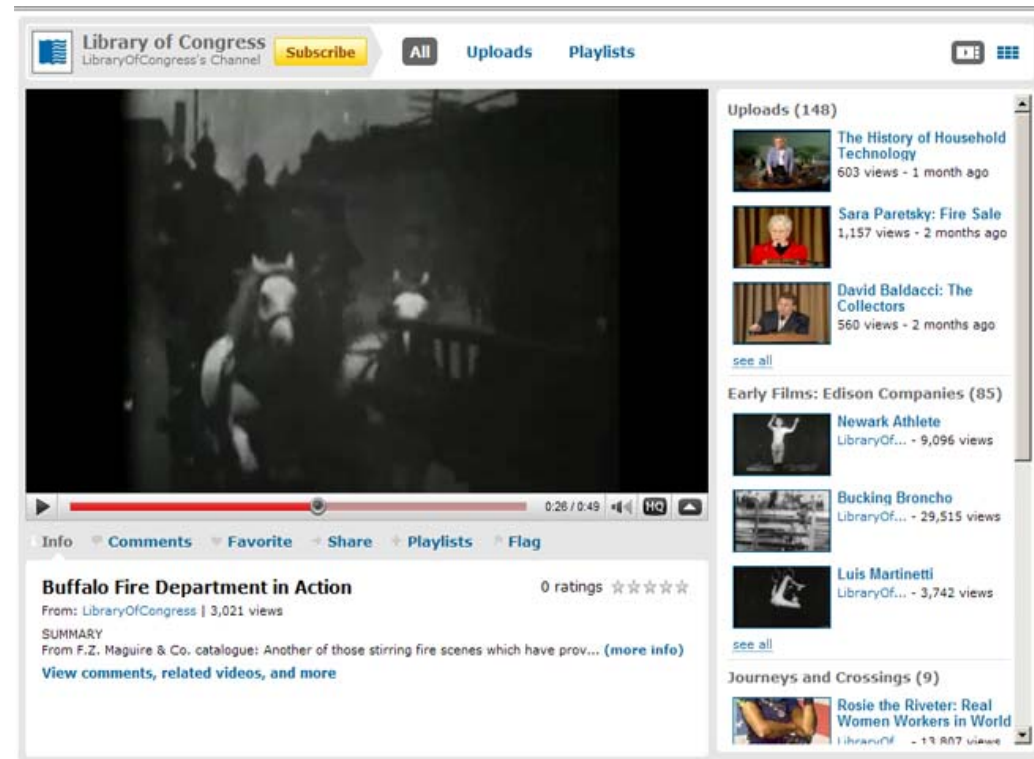 Library of Congress
LibraryOfCongress's Channel
Subscribe
All
Uploads
Playlists
0:26 / 0:49
HQ
Info
Comments
Favorite
Share
Playlists
Flag
Buffalo Fire Department in Action
0 ratings
From: LibraryOfCongress | 3,021 views
SUMMARY
From F.Z. Maguire & Co. catalogue: Another of those stirring fire scenes which have prov... (more info)
View comments, related videos, and more
Uploads (148)
The History of Household
Technology
603 views - 1 month ago
Sara Paretsky: Fire Sale
1,157 views - 2 months ago
David Baldacci: The
Collectors
560 views - 2 months ago
see all
Early Films: Edison Companies (85)
Newark Athlete
LibraryOf... - 9,096 views
Bucking Broncho
LibraryOf... - 29,515 views
Luis Martinetti
LibraryOf... - 3,742 views
see all
Journeys and Crossings (9)
Rosie the Riveter: Real
Women Workers in World
LibraryOf... - 13,807 views